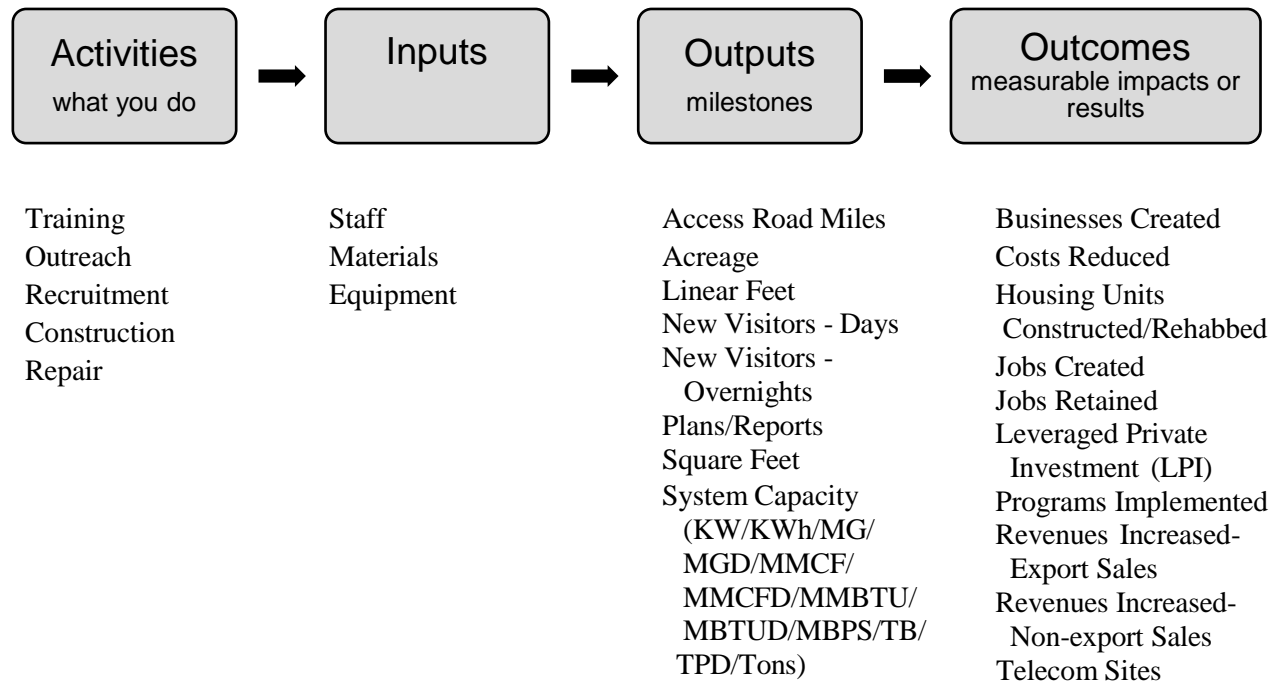 Activities
what you do
Inputs
Outputs
milestones
Outcomes
measurable impacts or
results
Training
Outreach
Recruitment
Construction
Repair
Staff
Materials
Equipment
Access Road Miles
Acreage
Linear Feet
New Visitors - Days
New Visitors -
Overnights
Plans/Reports
Square Feet
System Capacity
(KW/KWh/MG/
MGD/MMCF/
MMCFD/MMBTU/
MBTUD/MBPS/TB/
TPD/Tons)
Businesses Created
Costs Reduced
Housing Units
Constructed/Rehabbed
Jobs Created
Jobs Retained
Leveraged Private
Investment (LPI)
Programs Implemented
Revenues Increased-
Export Sales
Revenues Increased-
Non-export Sales
Telecom Sites